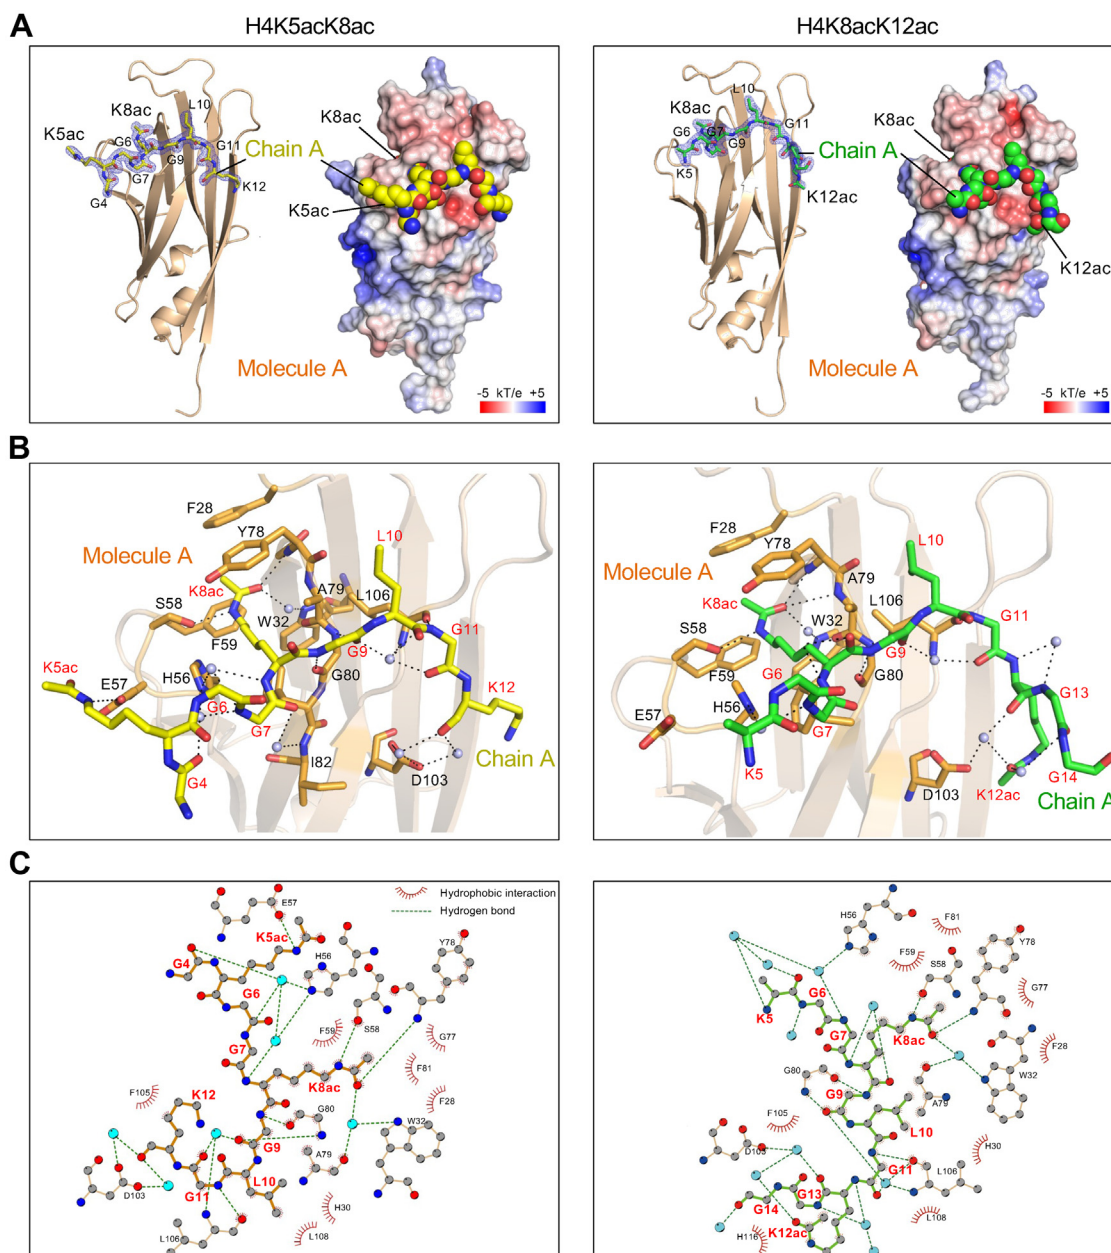 A
H4K5acK8ac
H4K8acK12ac
L10
K8ac
K5ac
G6
G11
G9
G7
K12
G4
Chain A
K8ac
K5ac
Molecule A
-5 kT/e +5
L10
K8ac
G6
G7
G11
G9
K5
Chain A
K12ac
K8ac
K12ac
Molecule A
-5 kT/e +5
B
F28
Y78
Molecule A
L10
K8ac
A79
S58
L106
W32
F59
G11
G9
K5ac
H56
G80
E57
K12
G6
G7
I82
Chain A
G4
D103
F28
L10
Y78
Molecule A
A79
K8ac
L106
G11
W32
S58
G9
F59
G6
G80
H56
G13
E57
G7
K5
G14
D103
K12ac
Chain A
C
Hydrophobic interaction
Hydrogen bond
E57
K5ac
Y78
G4
H56
G6
F59
S58
G77
G7
F81
K8ac
K12
F105
F28
G80
W32
G9
A79
D103
G11
L10
H30
L106
L108
H56
F81
F59
Y78
S58
G6
G77
K5
G7
K8ac
F28
G80
W32
G9
A79
F105
L10
D103
H30
G11
L106
G13
G14
L108
H116
K12ac